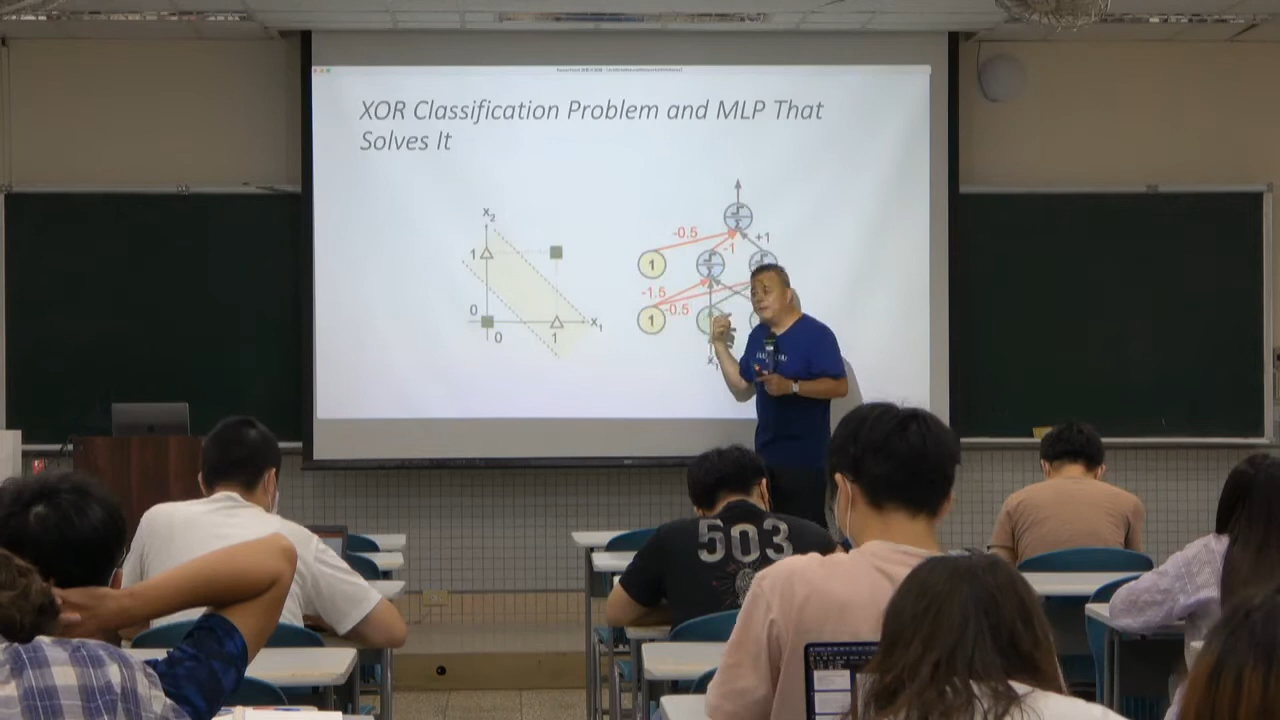 XOR Classification Problem and MLP That
Solves It
x2
1
0
0
1
x1
-0.5
-1
+1
1
-1.5
-0.5
1
x1
503